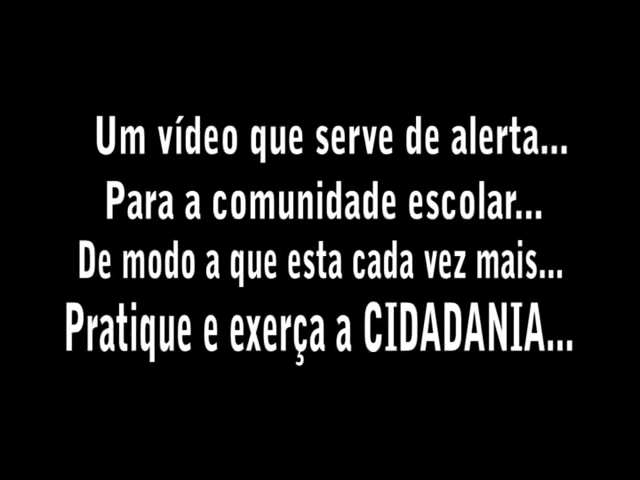 Um vídeo que serve de alerta...
Para a comunidade escolar...
De modo a que esta cada vez mais...
Pratique e exerça a CIDADANIA...